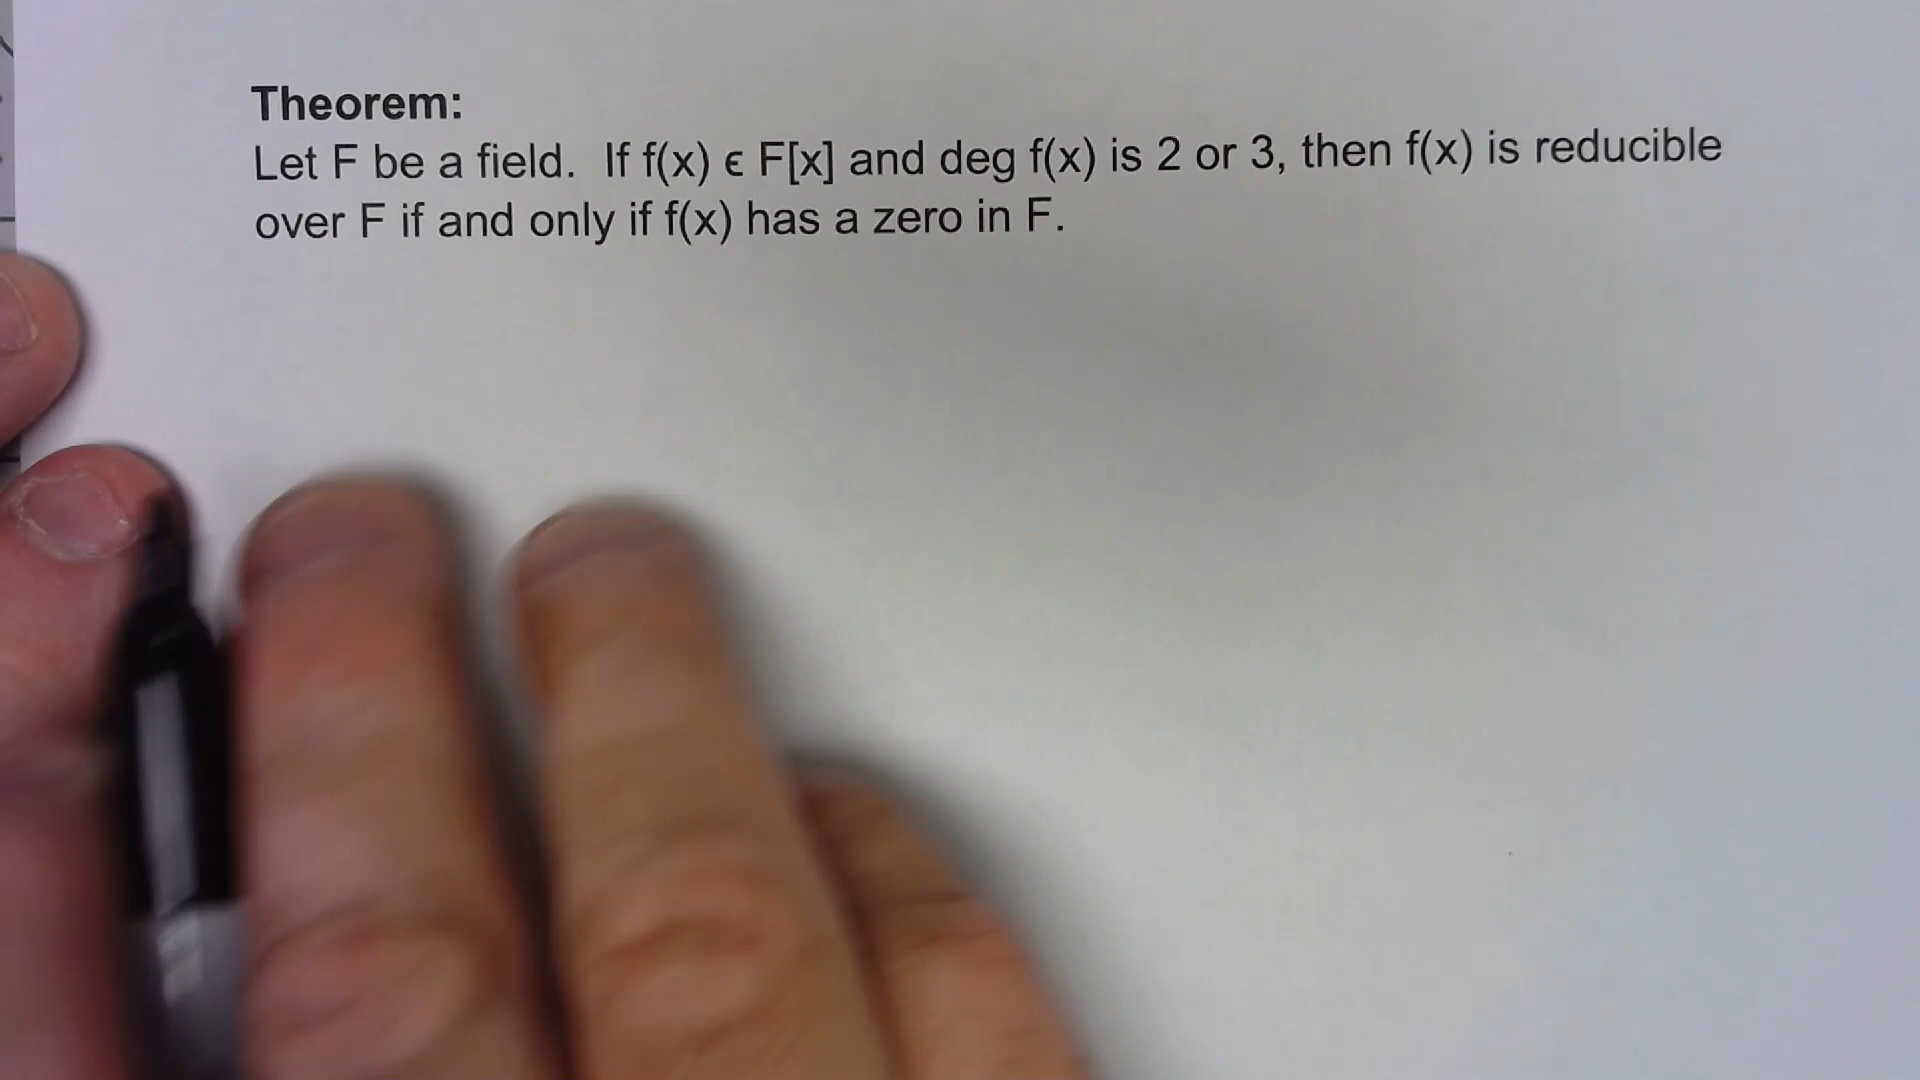 Theorem:
Let F be a field. If f(x) ϵ F[x] and deg f(x) is 2 or 3, then f(x) is reducible
over F if and only if f(x) has a zero in F.